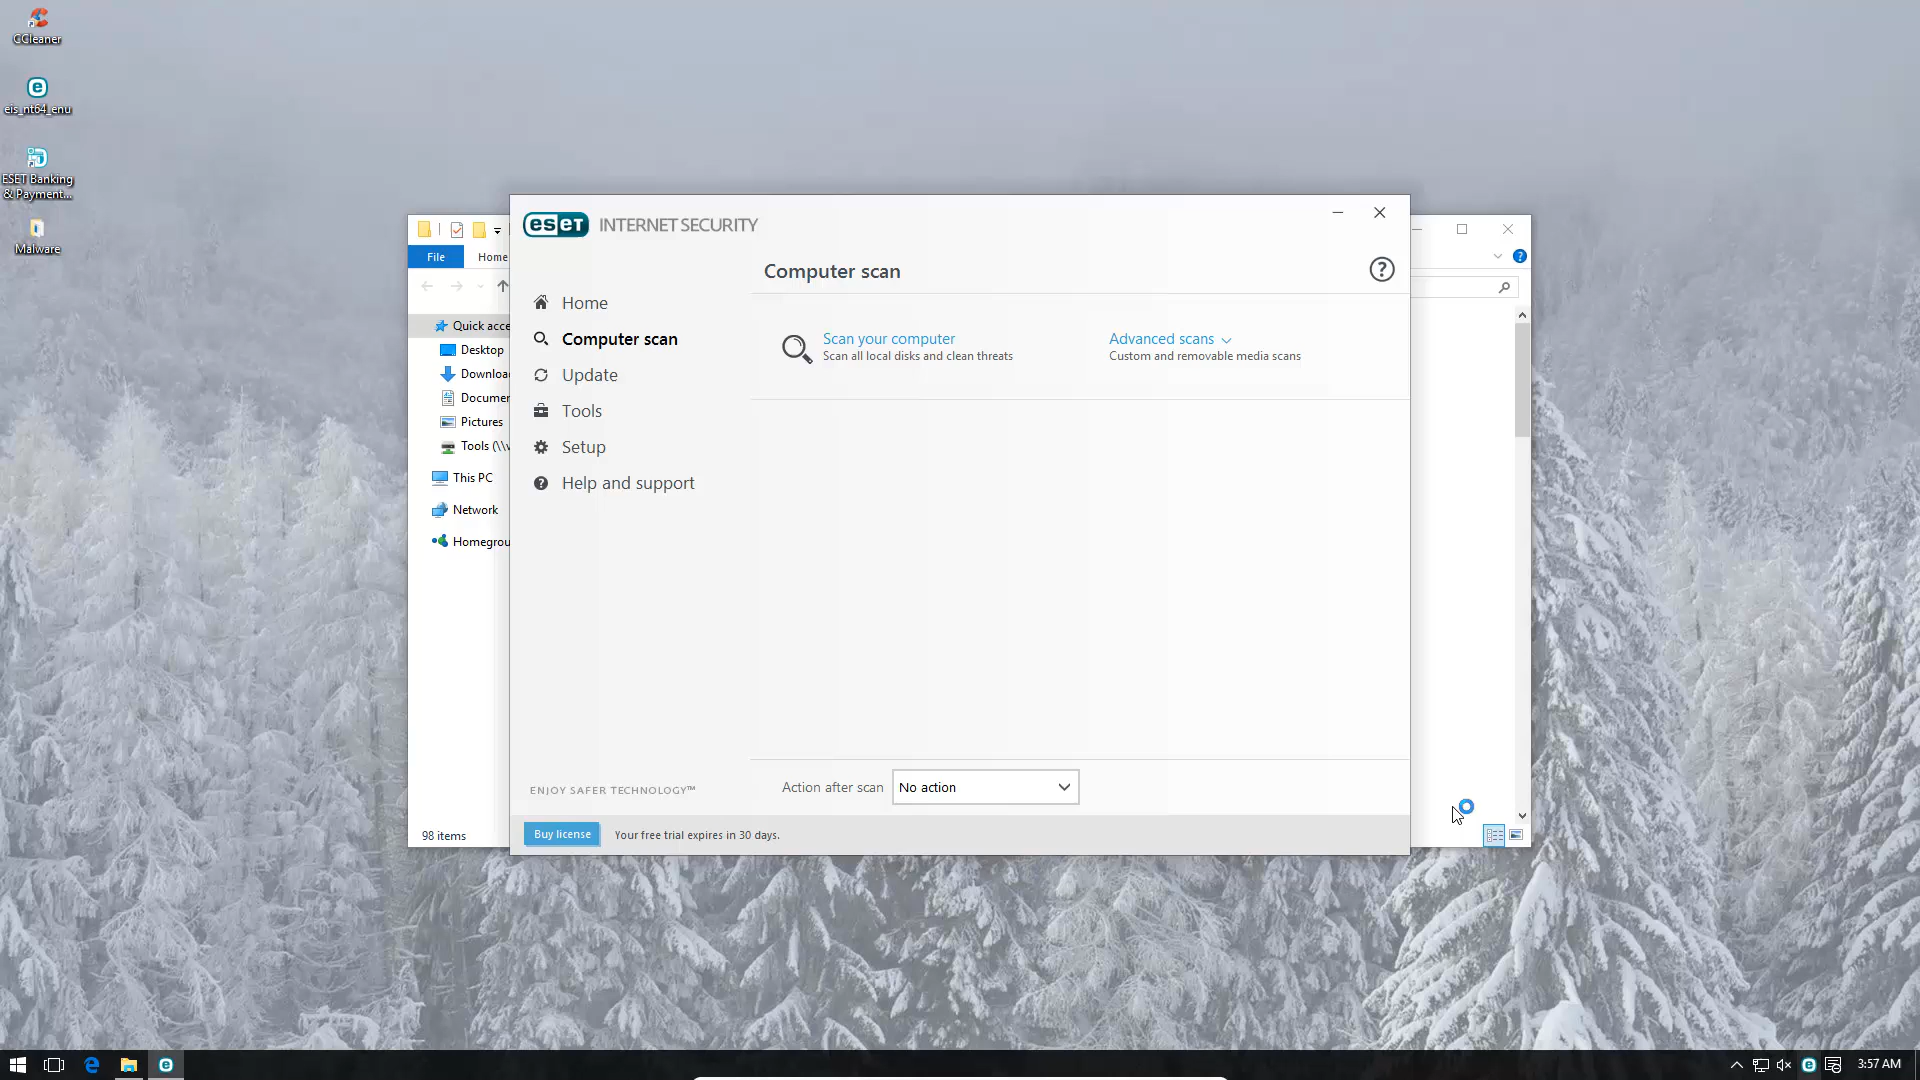 CCleaner
eis_nt64_enu
ESET Banking
& Payment...
Malware
File
Home
Quick acce
Desktop
Downloa
Documen
Pictures
Tools (\\v
This PC
Network
Homegrou
98 items
eset INTERNET SECURITY
Home
Computer scan
Update
Tools
Setup
Help and support
ENJOY SAFER TECHNOLOGY™
Computer scan
?
Scan your computer
Scan all local disks and clean threats
Advanced scans
Custom and removable media scans
Action after scan
No action
Buy license
Your free trial expires in 30 days.
3:57 AM